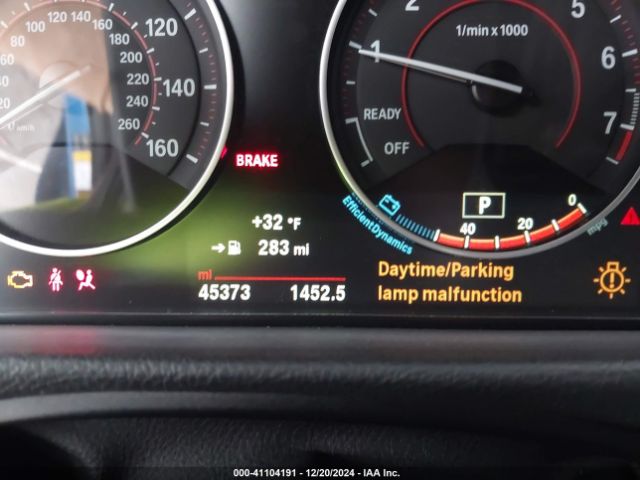 60 80 100 120 140 160 180 200 220 240 260
km/h
120
140
160
2
5
1/min x 1000
1
6
READY
7
OFF
BRAKE
P
+32 °F
EfficientDynamics
40 20 0
mpg
283 mi
Daytime/Parking
mi
lamp malfunction
45373 1452.5
000-41104191 - 12/20/2024 - IAA Inc.